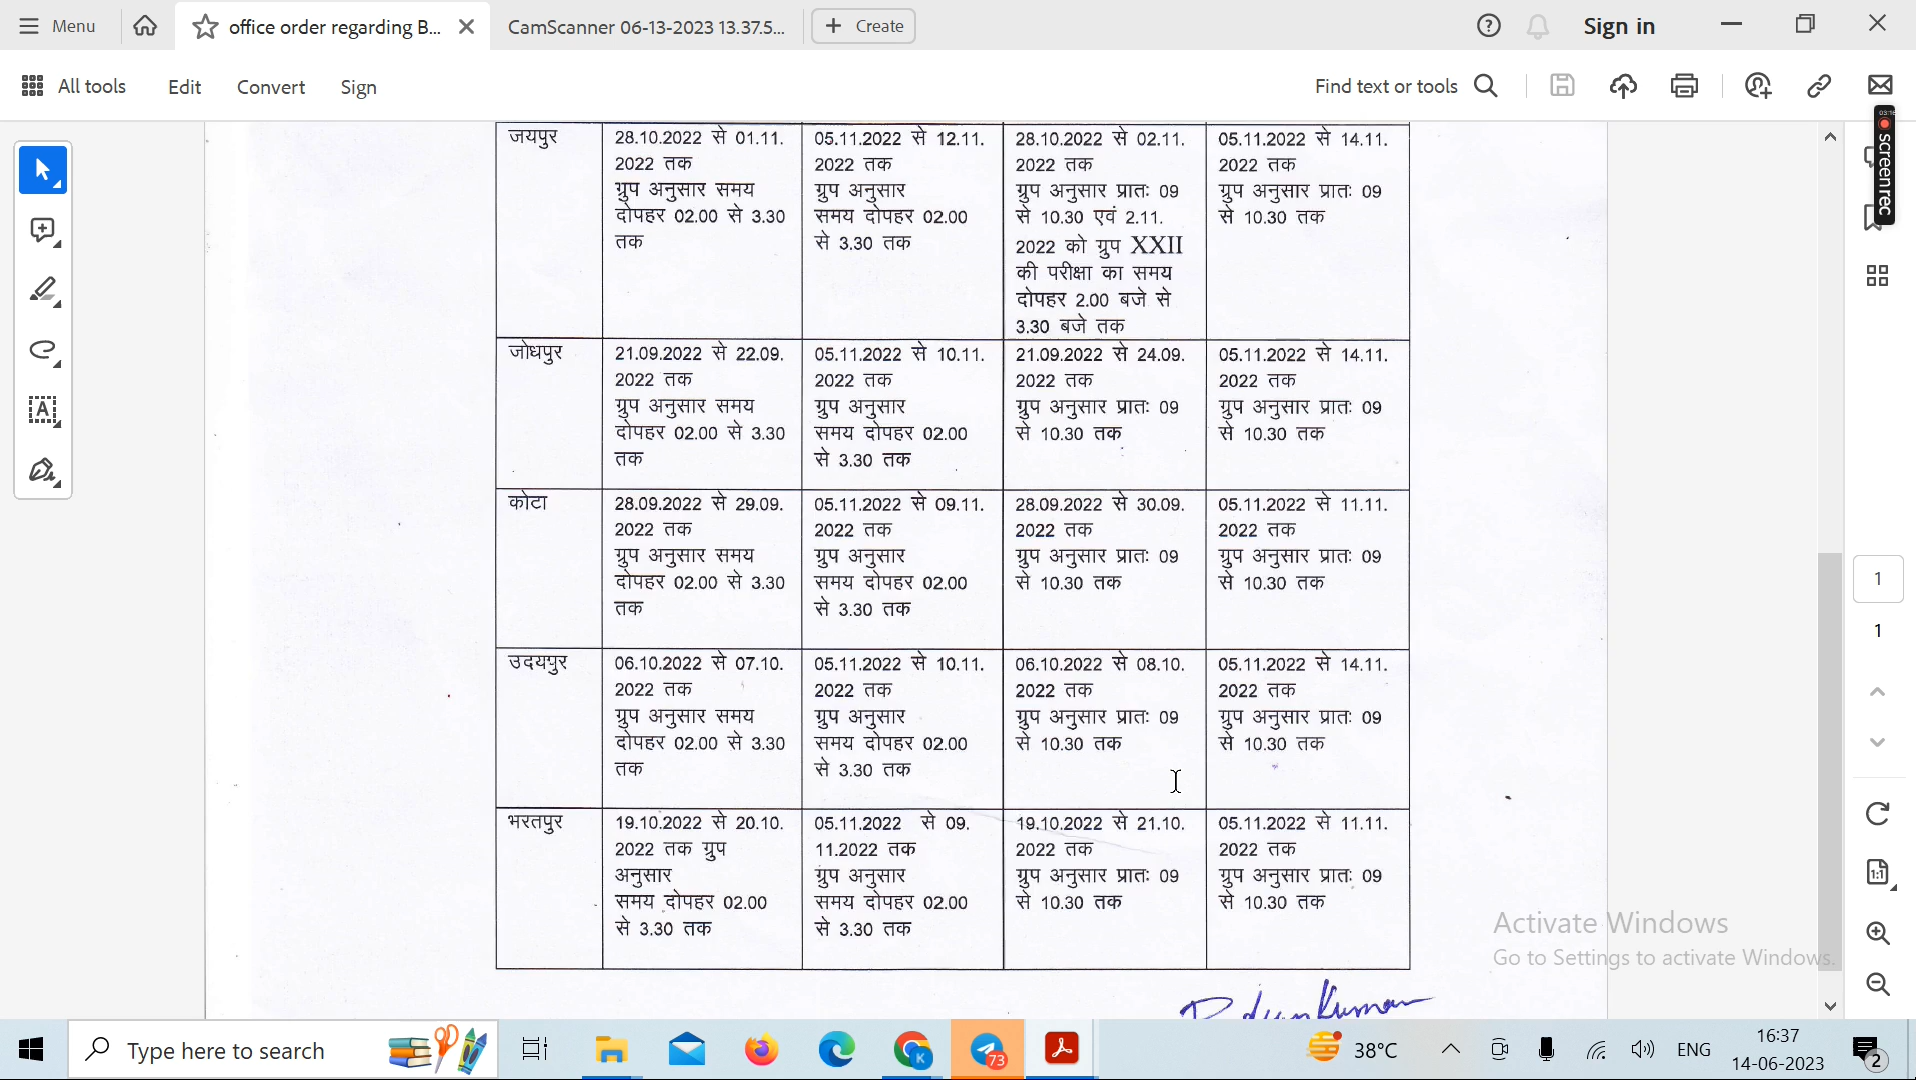 Menu
office order regarding B...
CamScanner 06-13-2023 13.37.5...
Create
Sign in
All tools
Edit
Convert
Sign
Find text or tools
जयपुर
28.10.2022 से 01.11.
2022 तक
ग्रुप अनुसार समय
दोपहर 02.00 से 3.30
तक
05.11.2022 से 12.11.
2022 तक
ग्रुप अनुसार
समय दोपहर 02.00
से 3.30 तक
28.10.2022 से 02.11.
2022 तक
ग्रुप अनुसार प्रातः 09
से 10.30 एवं 2.11.
2022 को ग्रुप XXII
की परीक्षा का समय
दोपहर 2.00 बजे से
3.30 बजे तक
05.11.2022 से 14.11.
2022 तक
ग्रुप अनुसार प्रातः 09
से 10.30 तक
जोधपुर
21.09.2022 से 22.09.
2022 तक
ग्रुप अनुसार समय
दोपहर 02.00 से 3.30
तक
05.11.2022 से 10.11.
2022 तक
ग्रुप अनुसार
समय दोपहर 02.00
से 3.30 तक
21.09.2022 से 24.09.
2022 तक
ग्रुप अनुसार प्रातः 09
से 10.30 तक
05.11.2022 से 14.11.
2022 तक
ग्रुप अनुसार प्रातः 09
से 10.30 तक
कोटा
28.09.2022 से 29.09.
2022 तक
ग्रुप अनुसार समय
दोपहर 02.00 से 3.30
तक
05.11.2022 से 09.11.
2022 तक
ग्रुप अनुसार
समय दोपहर 02.00
से 3.30 तक
28.09.2022 से 30.09.
2022 तक
ग्रुप अनुसार प्रातः 09
से 10.30 तक
05.11.2022 से 11.11.
2022 तक
ग्रुप अनुसार प्रातः 09
से 10.30 तक
उदयपुर
06.10.2022 से 07.10.
2022 तक
ग्रुप अनुसार समय
दोपहर 02.00 से 3.30
तक
05.11.2022 से 10.11.
2022 तक
ग्रुप अनुसार
समय दोपहर 02.00
से 3.30 तक
06.10.2022 से 08.10.
2022 तक
ग्रुप अनुसार प्रातः 09
से 10.30 तक
05.11.2022 से 14.11.
2022 तक
ग्रुप अनुसार प्रातः 09
से 10.30 तक
भरतपुर
19.10.2022 से 20.10.
2022 तक ग्रुप
अनुसार
समय दोपहर 02.00
से 3.30 तक
05.11.2022 से 09.
11.2022 तक
ग्रुप अनुसार
समय दोपहर 02.00
से 3.30 तक
19.10.2022 से 21.10.
2022 तक
ग्रुप अनुसार प्रातः 09
से 10.30 तक
05.11.2022 से 11.11.
2022 तक
ग्रुप अनुसार प्रातः 09
से 10.30 तक
Kumar
screenrec
1
1
Activate Windows
Go to Settings to activate Windows.
Type here to search
73
38°C
ENG
16:37
14-06-2023
2